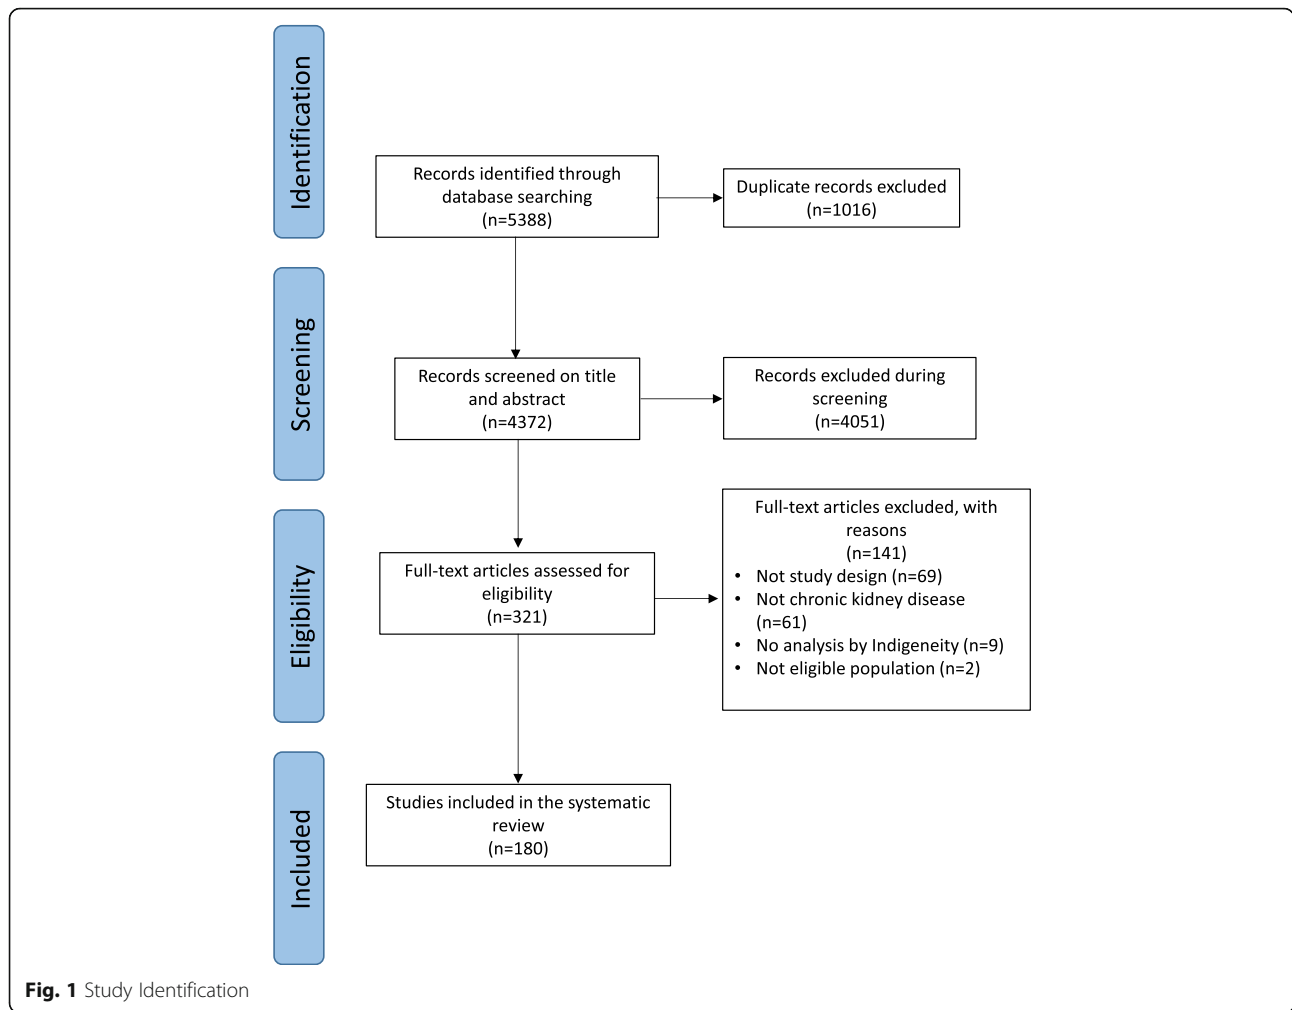 Identification
Records identified through
database searching
(n=5388)
Duplicate records excluded
(n=1016)
Screening
Records screened on title
and abstract
(n=4372)
Records excluded during
screening
(n=4051)
Eligibility
Full-text articles assessed for
eligibility
(n=321)
Full-text articles excluded, with
reasons
(n=141)
• Not study design (n=69)
• Not chronic kidney disease
(n=61)
• No analysis by Indigeneity (n=9)
• Not eligible population (n=2)
Included
Studies included in the systematic
review
(n=180)
Fig. 1 Study Identification